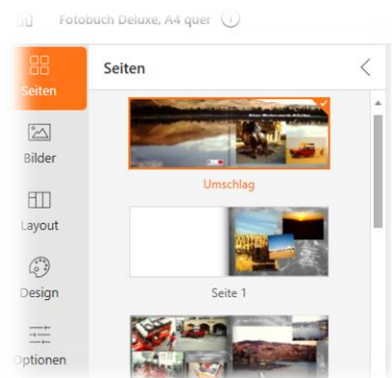 Fotobuch Deluxe, A4 quer
Seiten
Seiten
Umschlag
Bilder
Layout
Seite 1
Design
Optionen